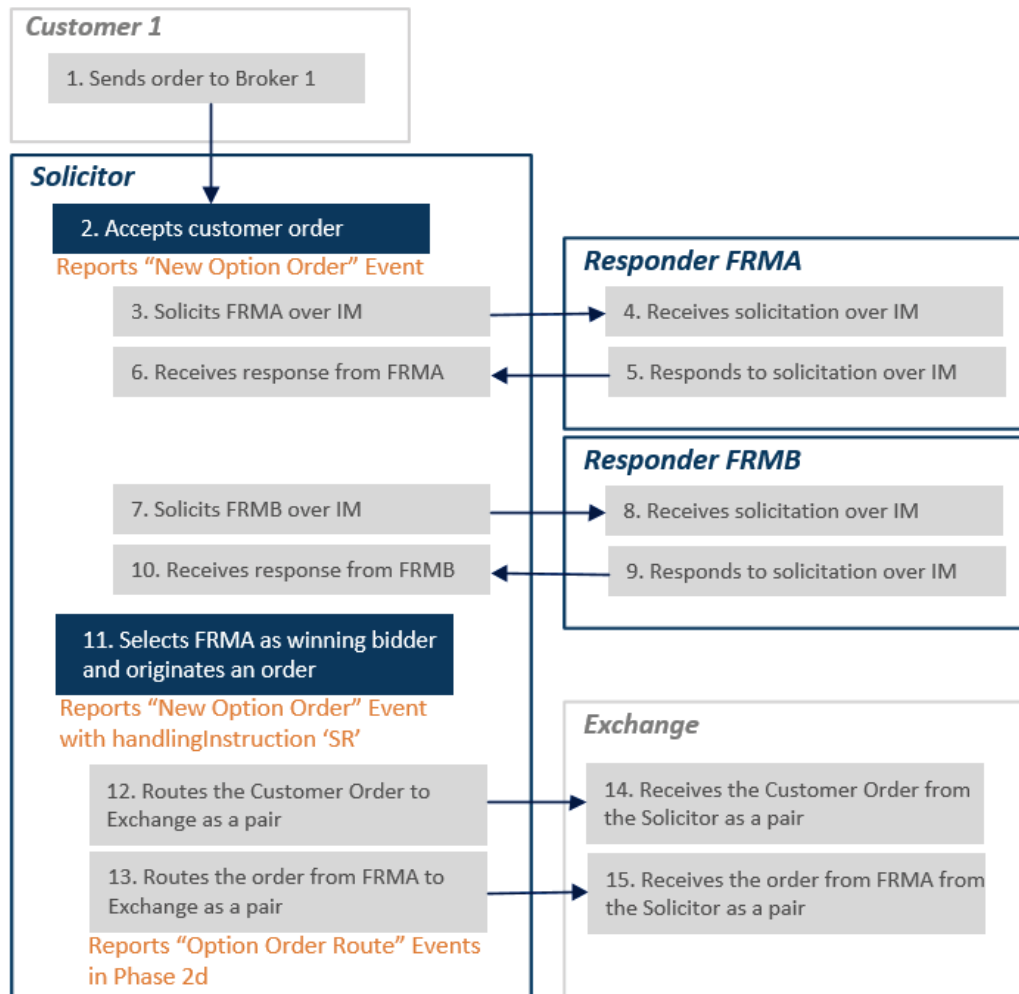 Customer 1
1. Sends order to Broker 1
Solicitor
2. Accepts customer order
Reports “New Option Order” Event
3. Solicits FRMA over IM
6. Receives response from FRMA
Responder FRMA
4. Receives solicitation over IM
5. Responds to solicitation over IM
7. Solicits FRMB over IM
10. Receives response from FRMB
Responder FRMB
8. Receives solicitation over IM
9. Responds to solicitation over IM
11. Selects FRMA as winning bidder
and originates an order
Reports “New Option Order” Event
with handlingInstruction ‘SR’
12. Routes the Customer Order to
Exchange as a pair
13. Routes the order from FRMA to
Exchange as a pair
Reports “Option Order Route” Events
in Phase 2d
Exchange
14. Receives the Customer Order from
the Solicitor as a pair
15. Receives the order from FRMA from
the Solicitor as a pair